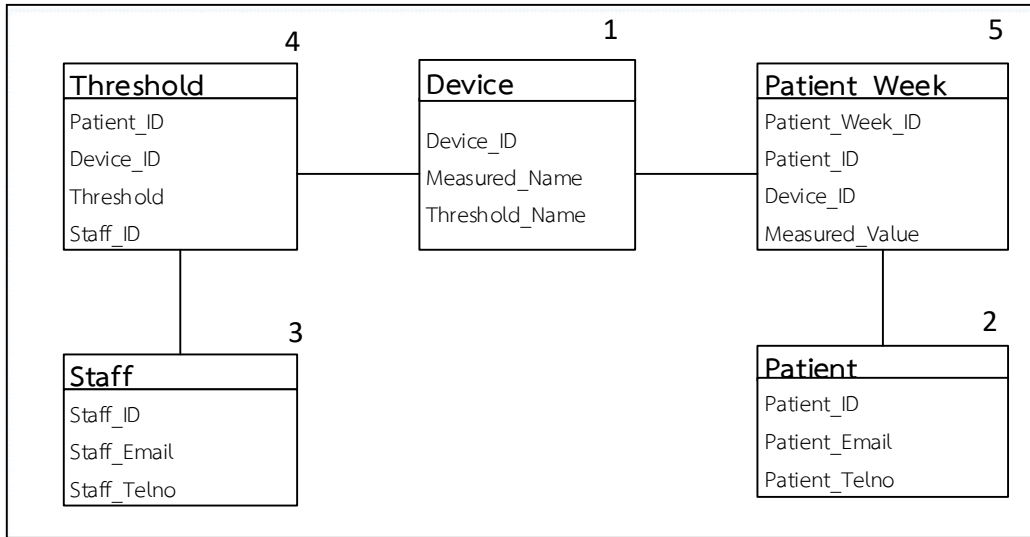 4
Threshold
Patient_ID
Device_ID
Threshold
Staff_ID
1
Device
Device_ID
Measured_Name
Threshold_Name
5
Patient_Week
Patient_Week_ID
Patient_ID
Device_ID
Measured_Value
3
Staff
Staff_ID
Staff_Email
Staff_Telno
2
Patient
Patient_ID
Patient_Email
Patient_Telno